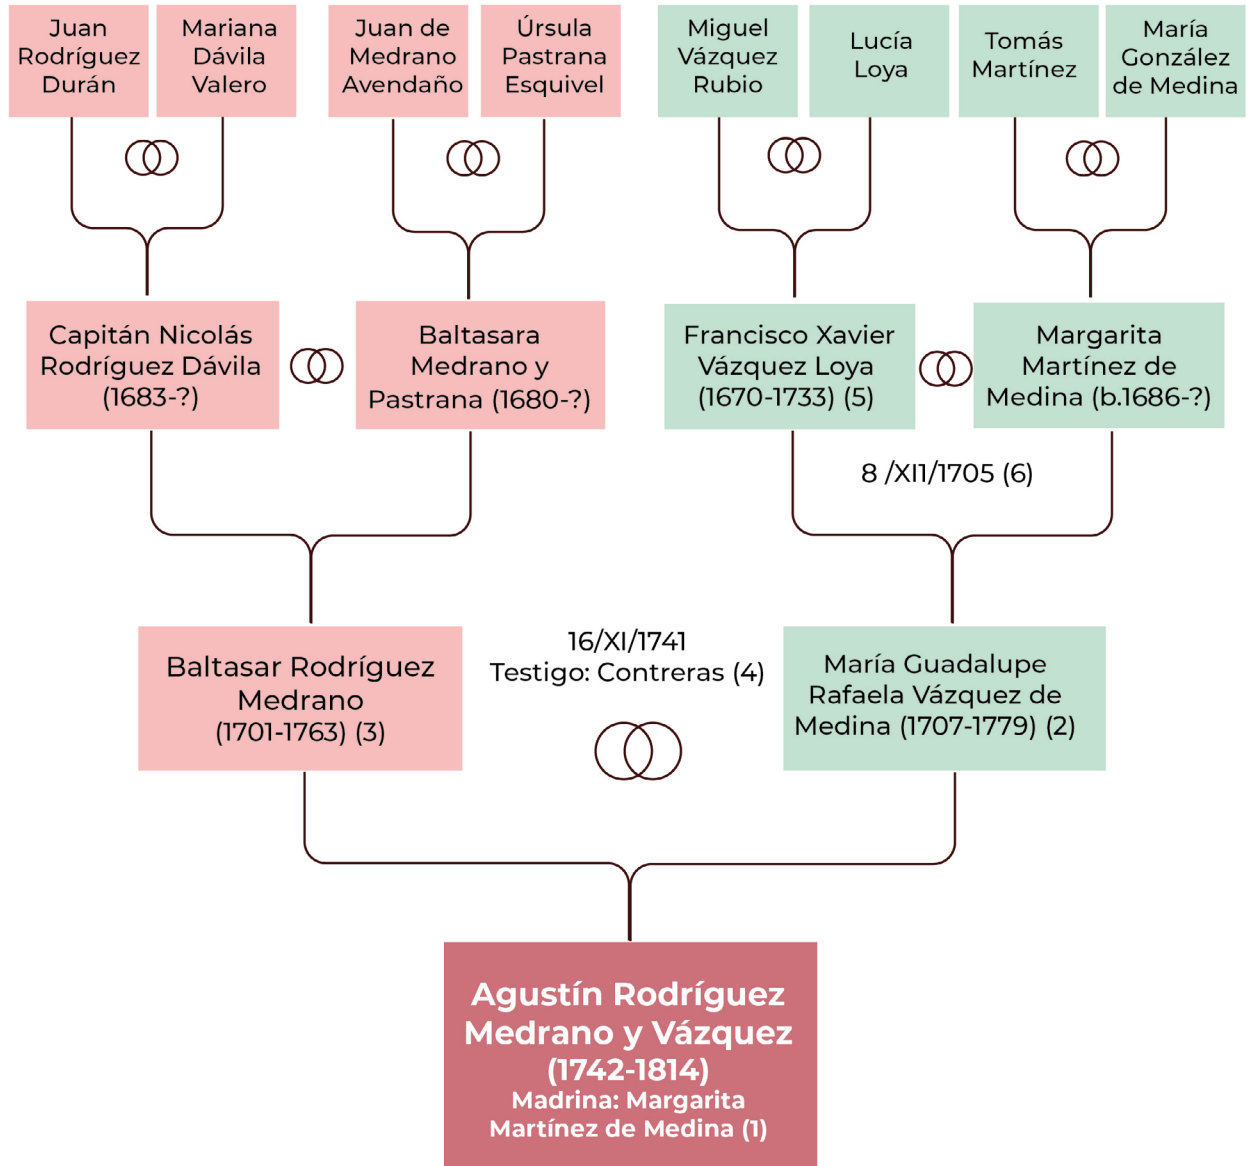 Juan
Rodríguez
Durán
Mariana
Dávila
Valero
Juan de
Medrano
Avendaño
Úrsula
Pastrana
Esquivel
Miguel
Vázquez
Rubio
Lucía
Loya
Tomás
Martínez
María
González
de Medina
Capitán Nicolás
Rodríguez Dávila
(1683-?)
Baltasara
Medrano y
Pastrana (1680-?)
Francisco Xavier
Vázquez Loya
(1670-1733) (5)
Margarita
Martínez de
Medina (b.1686-?)
8 /XI1/1705 (6)
Baltasar Rodríguez
Medrano
(1701-1763) (3)
16/XI/1741
Testigo: Contreras (4)
María Guadalupe
Rafaela Vázquez de
Medina (1707-1779) (2)
Agustín Rodríguez
Medrano y Vázquez
(1742-1814)
Madrina: Margarita
Martínez de Medina (1)